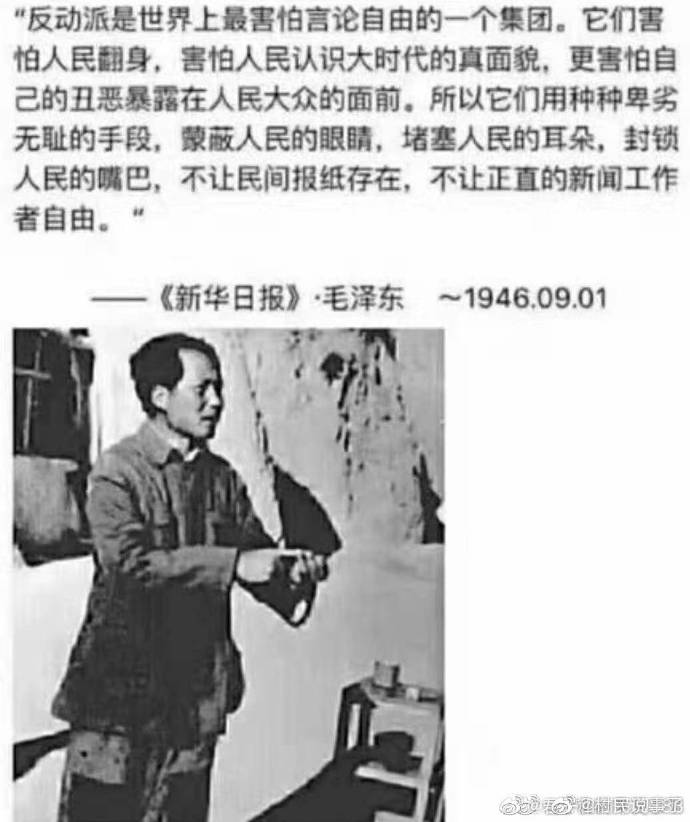 “反动派是世界上最害怕言论自由的一个集团。它们害
怕人民翻身，害怕人民认识大时代的真面貌，更害怕自
己的丑恶暴露在人民大众的面前。所以它们用种种卑劣
无耻的手段，蒙蔽人民的眼睛，堵塞人民的耳朵，封锁
人民的嘴巴，不让民间报纸存在，不让正直的新闻工作
者自由。“
——《新华日报》·毛泽东 ～1946.09.01
@村民说事